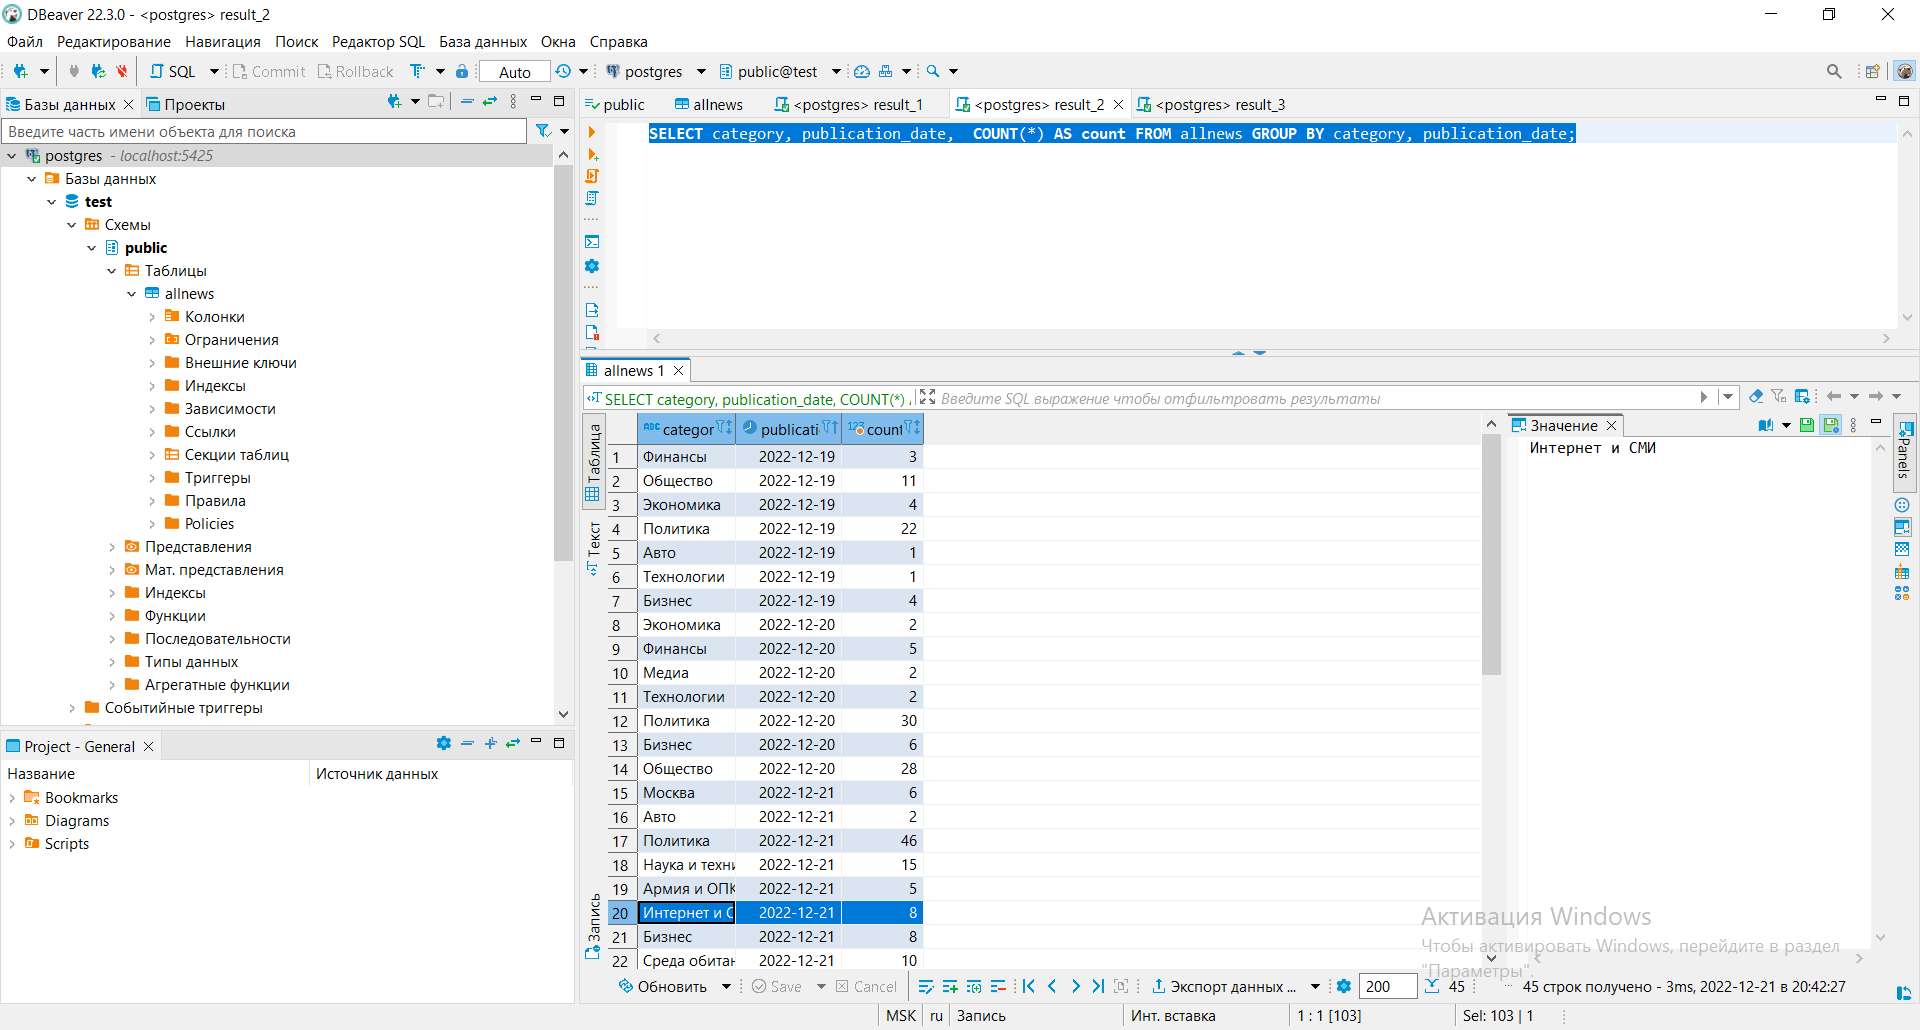 DBeaver 22.3.0 - <postgres> result_2
Файл Редактирование Навигация Поиск Редактор SQL База данных Окна Справка
SQL Commit Rollback Auto postgres public@test
Базы данных Проекты
public allnews <postgres> result_1 <postgres> result_2 <postgres> result_3
Введите часть имени объекта для поиска
SELECT category, publication_date, COUNT(*) AS count FROM allnews GROUP BY category, publication_date;
postgres - localhost:5425
Базы данных
test
Схемы
public
Таблицы
allnews
Колонки
Ограничения
Внешние ключи
Индексы
Зависимости
Ссылки
Секции таблиц
Триггеры
Правила
Policies
Представления
Мат. представления
Индексы
Функции
Последовательности
Типы данных
Агрегатные функции
Событийные триггеры
Project - General
Название Источник данных
Bookmarks
Diagrams
Scripts
allnews 1
SELECT category, publication_date, COUNT(*) Введите SQL выражение чтобы отфильтровать результаты
Таблица
Текст
Запись
ABC categor publicati 123 count
1 Финансы 2022-12-19 3
2 Общество 2022-12-19 11
3 Экономика 2022-12-19 4
4 Политика 2022-12-19 22
5 Авто 2022-12-19 1
6 Технологии 2022-12-19 1
7 Бизнес 2022-12-19 4
8 Экономика 2022-12-20 2
9 Финансы 2022-12-20 5
10 Медиа 2022-12-20 2
11 Технологии 2022-12-20 2
12 Политика 2022-12-20 30
13 Бизнес 2022-12-20 6
14 Общество 2022-12-20 28
15 Москва 2022-12-21 6
16 Авто 2022-12-21 2
17 Политика 2022-12-21 46
18 Наука и техни 2022-12-21 15
19 Армия и ОПК 2022-12-21 5
20 Интернет и С 2022-12-21 8
21 Бизнес 2022-12-21 8
22 Среда обитан 2022-12-21 10
Значение
Интернет и СМИ
Panels
Активация Windows
Чтобы активировать Windows, перейдите в раздел
"Параметры".
Обновить Save Cancel Экспорт данных ... 200 45 45 строк получено - 3ms, 2022-12-21 в 20:42:27
MSK ru Запись Инт. вставка 1 : 1 [103] Sel: 103 | 1